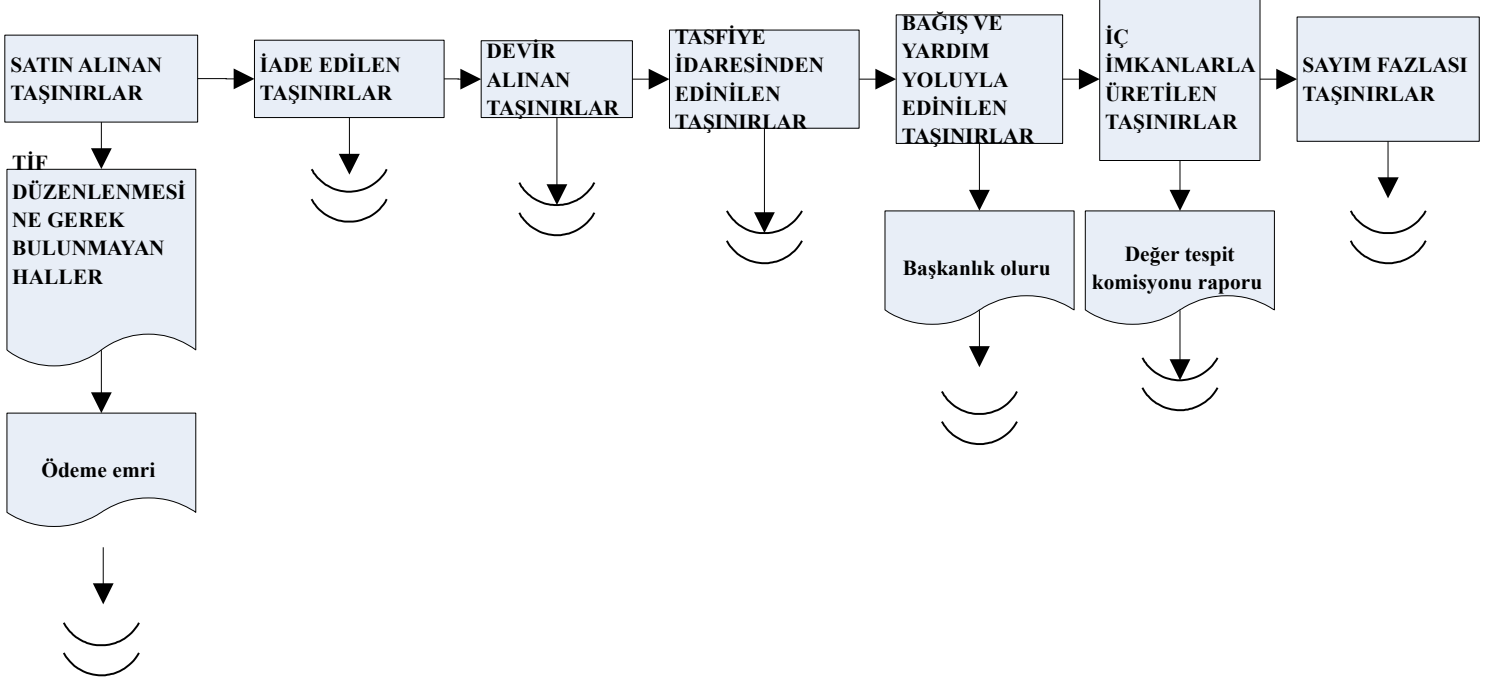 SATIN ALINAN
TAŞINIRLAR
İADE EDİLEN
TAŞINIRLAR
DEVİR
ALINAN
TAŞINIRLAR
TASFİYE
İDARESİNDEN
EDİNİLEN
TAŞINIRLAR
BAĞIŞ VE
YARDIM
YOLUYLA
EDİNİLEN
TAŞINIRLAR
İÇ
İMKANLARLA
ÜRETİLEN
TAŞINIRLAR
SAYIM FAZLASI
TAŞINIRLAR
TİF
DÜZENLENMESİ
NE GEREK
BULUNMAYAN
HALLER
Başkanlık oluru
Değer tespit
komisyonu raporu
Ödeme emri